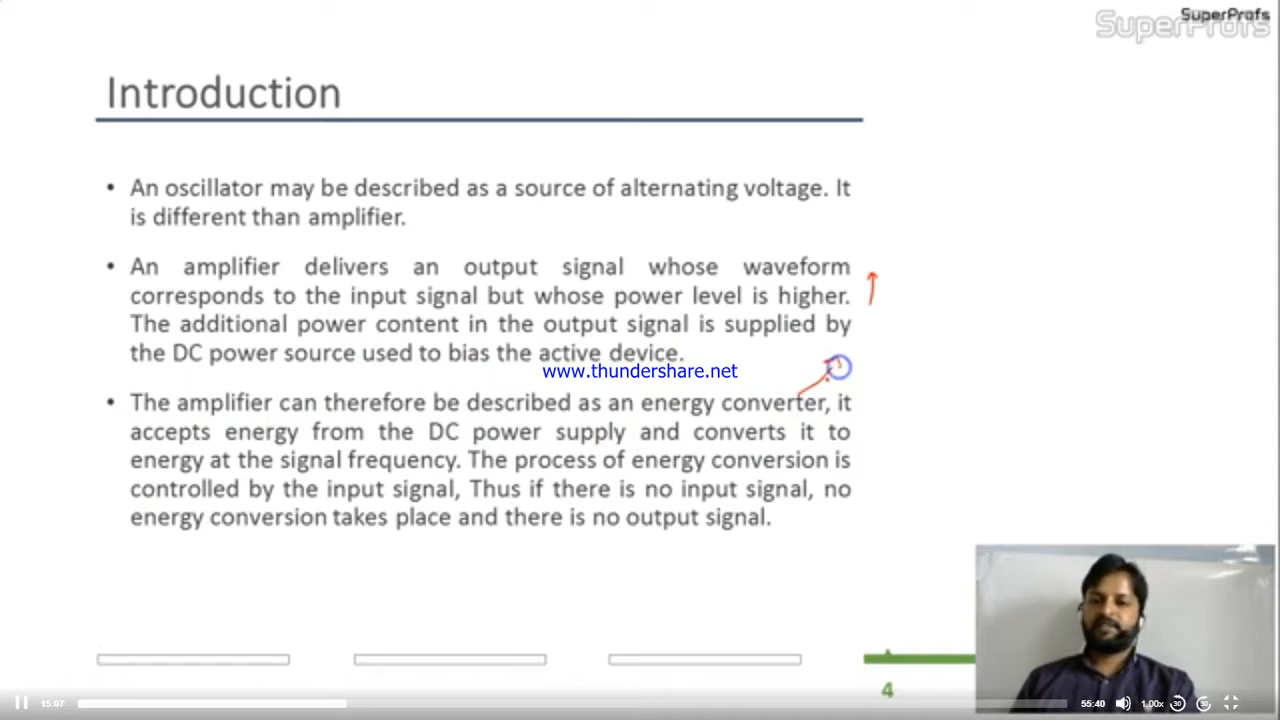 SuperProfs
SuperProfs
Introduction
• An oscillator may be described as a source of alternating voltage. It
is different than amplifier.
• An amplifier delivers an output signal whose waveform
corresponds to the input signal but whose power level is higher.
The additional power content in the output signal is supplied by
the DC power source used to bias the active device.
www.thundershare.net
• The amplifier can therefore be described as an energy converter, it
accepts energy from the DC power supply and converts it to
energy at the signal frequency. The process of energy conversion is
controlled by the input signal, Thus if there is no input signal, no
energy conversion takes place and there is no output signal.
4
15:07
55:40
1.00x
30
30